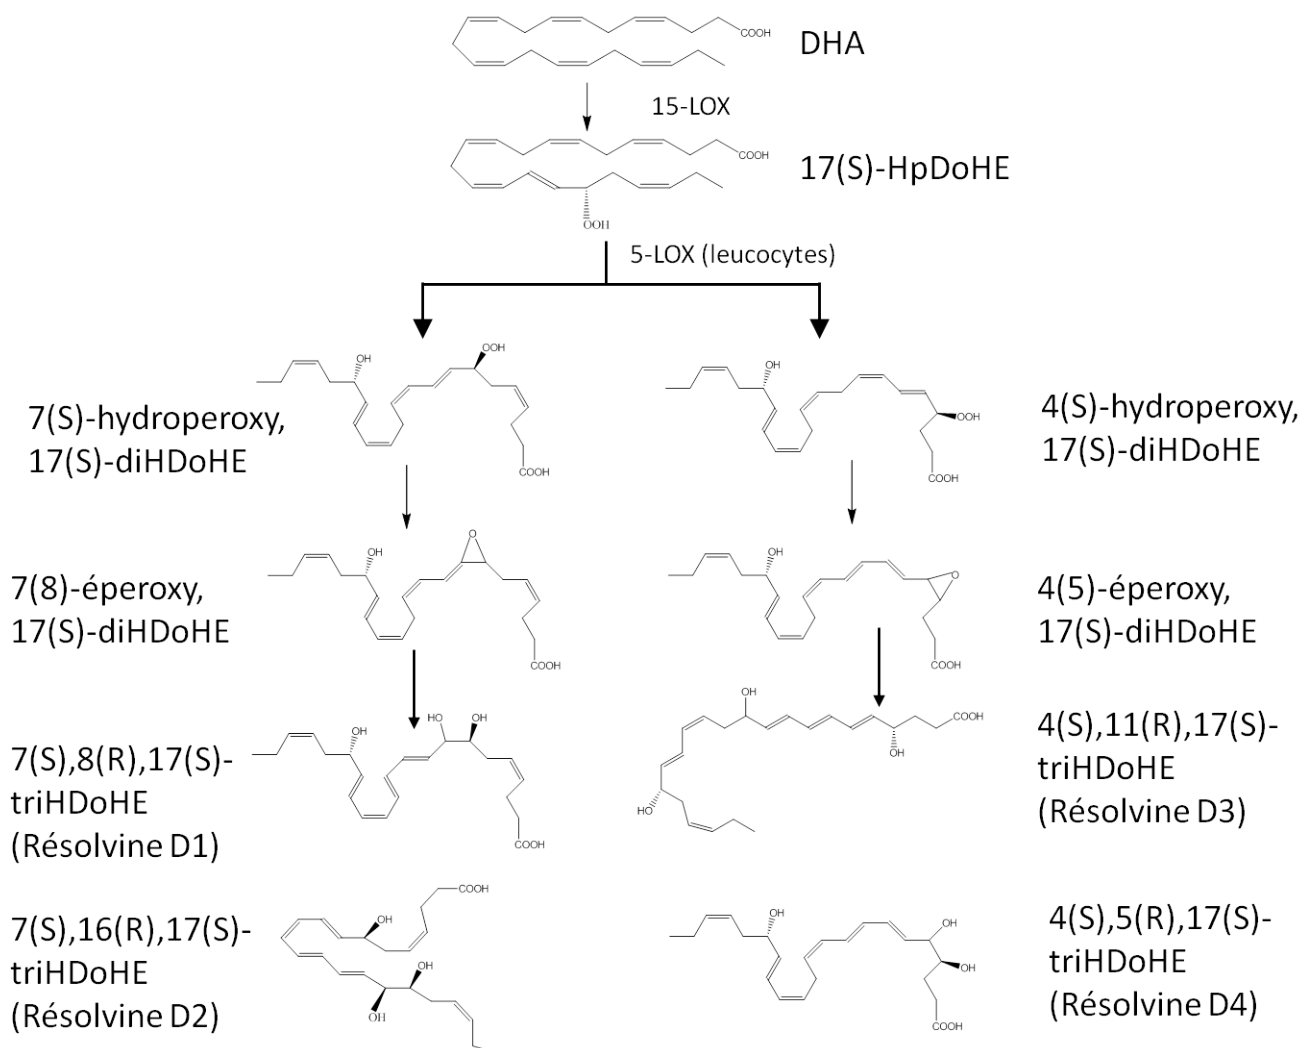 COOH
DHA
15-LOX
COOH
17(S)-HpDoHE
OOH
5-LOX (leucocytes)
OH
OOH
COOH
7(S)-hydroperoxy,
17(S)-diHDoHE
OH
OOH
COOH
4(S)-hydroperoxy,
17(S)-diHDoHE
OH
O
COOH
7(8)-éperoxy,
17(S)-diHDoHE
OH
O
COOH
4(5)-éperoxy,
17(S)-diHDoHE
OH
HO
OH
COOH
7(S),8(R),17(S)-
triHDoHE
(Résolvine D1)
OH
COOH
OH
HO
4(S),11(R),17(S)-
triHDoHE
(Résolvine D3)
COOH
OH
OH
OH
7(S),16(R),17(S)-
triHDoHE
(Résolvine D2)
OH
OH
OH
COOH
4(S),5(R),17(S)-
triHDoHE
(Résolvine D4)